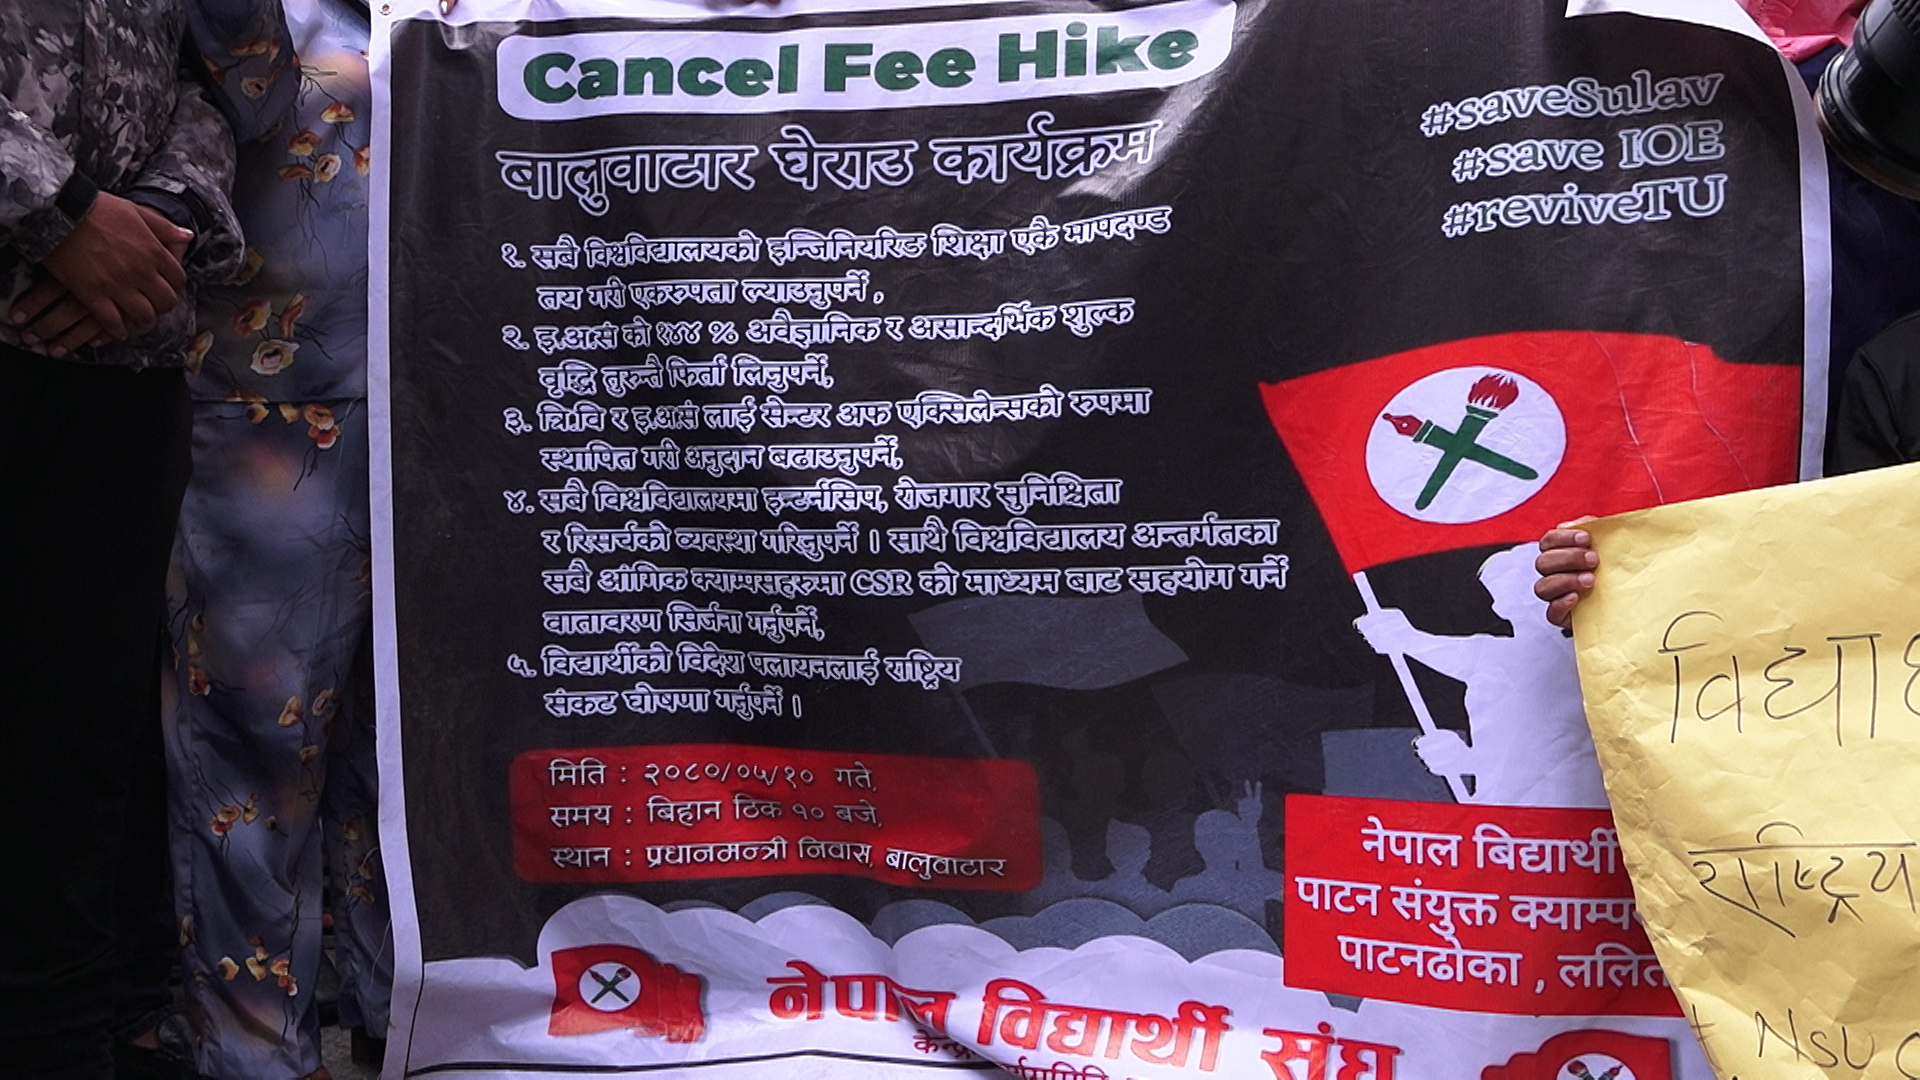 Cancel Fee Hike
बालुवाटार घेराउ कार्यक्रम
#saveSulav
#save IOE
#reviveTU
१. सबै विश्वविद्यालयको इन्जिनियरिङ शिक्षा एकै मापदण्ड
तय गरी एकरुपता ल्याउनुपर्ने ,
२. इ.अ.सं को १४४ % अवैज्ञानिक र असान्दर्भिक शुल्क
वृद्धि तुरुन्तै फिर्ता लिनुपर्ने,
३. त्रि.वि र इ.अ.सं लाई सेन्टर अफ एक्सिलेन्सको रुपमा
स्थापित गरी अनुदान बढाउनुपर्ने,
४. सबै विश्वविद्यालयमा इन्टर्नसिप, रोजगार सुनिश्चिता
र रिसर्चको व्यवस्था गरिनुपर्ने । साथै विश्वविद्यालय अन्तर्गतका
सबै आंगिक क्याम्पसहरुमा CSR को माध्यम बाट सहयोग गर्ने
वातावरण सिर्जना गर्नुपर्ने,
५. विद्यार्थीको विदेश पलायनलाई राष्ट्रिय
संकट घोषणा गर्नुपर्ने ।
मिति : २०८०/०५/१० गते,
समय : बिहान ठिक १० बजे,
स्थान : प्रधानमन्त्री निवास, बालुवाटार
नेपाल बिद्यार्थी
पाटन संयुक्त
पाटनढोका ,
नेपाल विद्यार्थी संघ
राष्ट्रिय
NSU